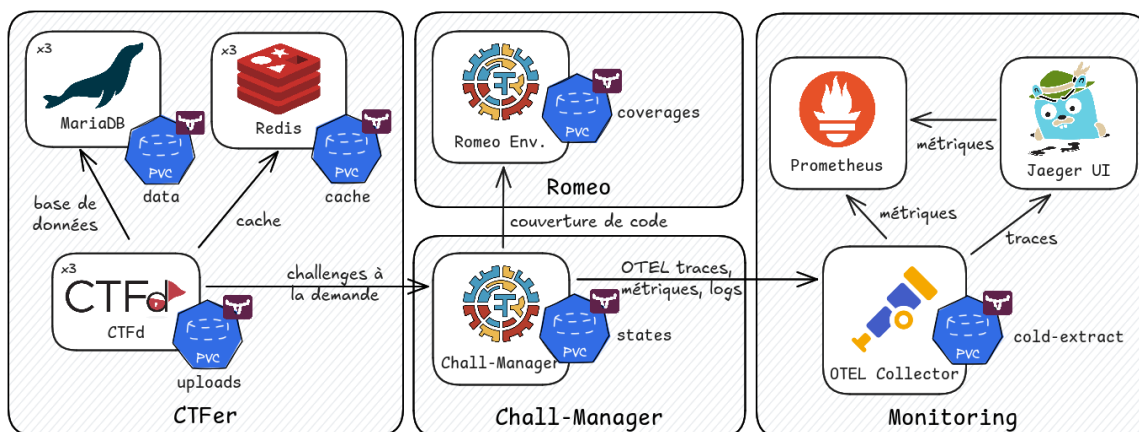 x3
MariaDB
PVC
data
x3
Redis
PVC
cache
base de
données
cache
x3
CTFd
CTFd
PVC
uploads
CTFer
challenges à
la demande
Romeo Env.
PVC
coverages
Romeo
couverture de code
Chall-Manager
PVC
states
Chall-Manager
OTEL traces,
métriques, logs
Prometheus
métriques
Jaeger UI
métriques
traces
OTEL Collector
PVC
cold-extract
Monitoring